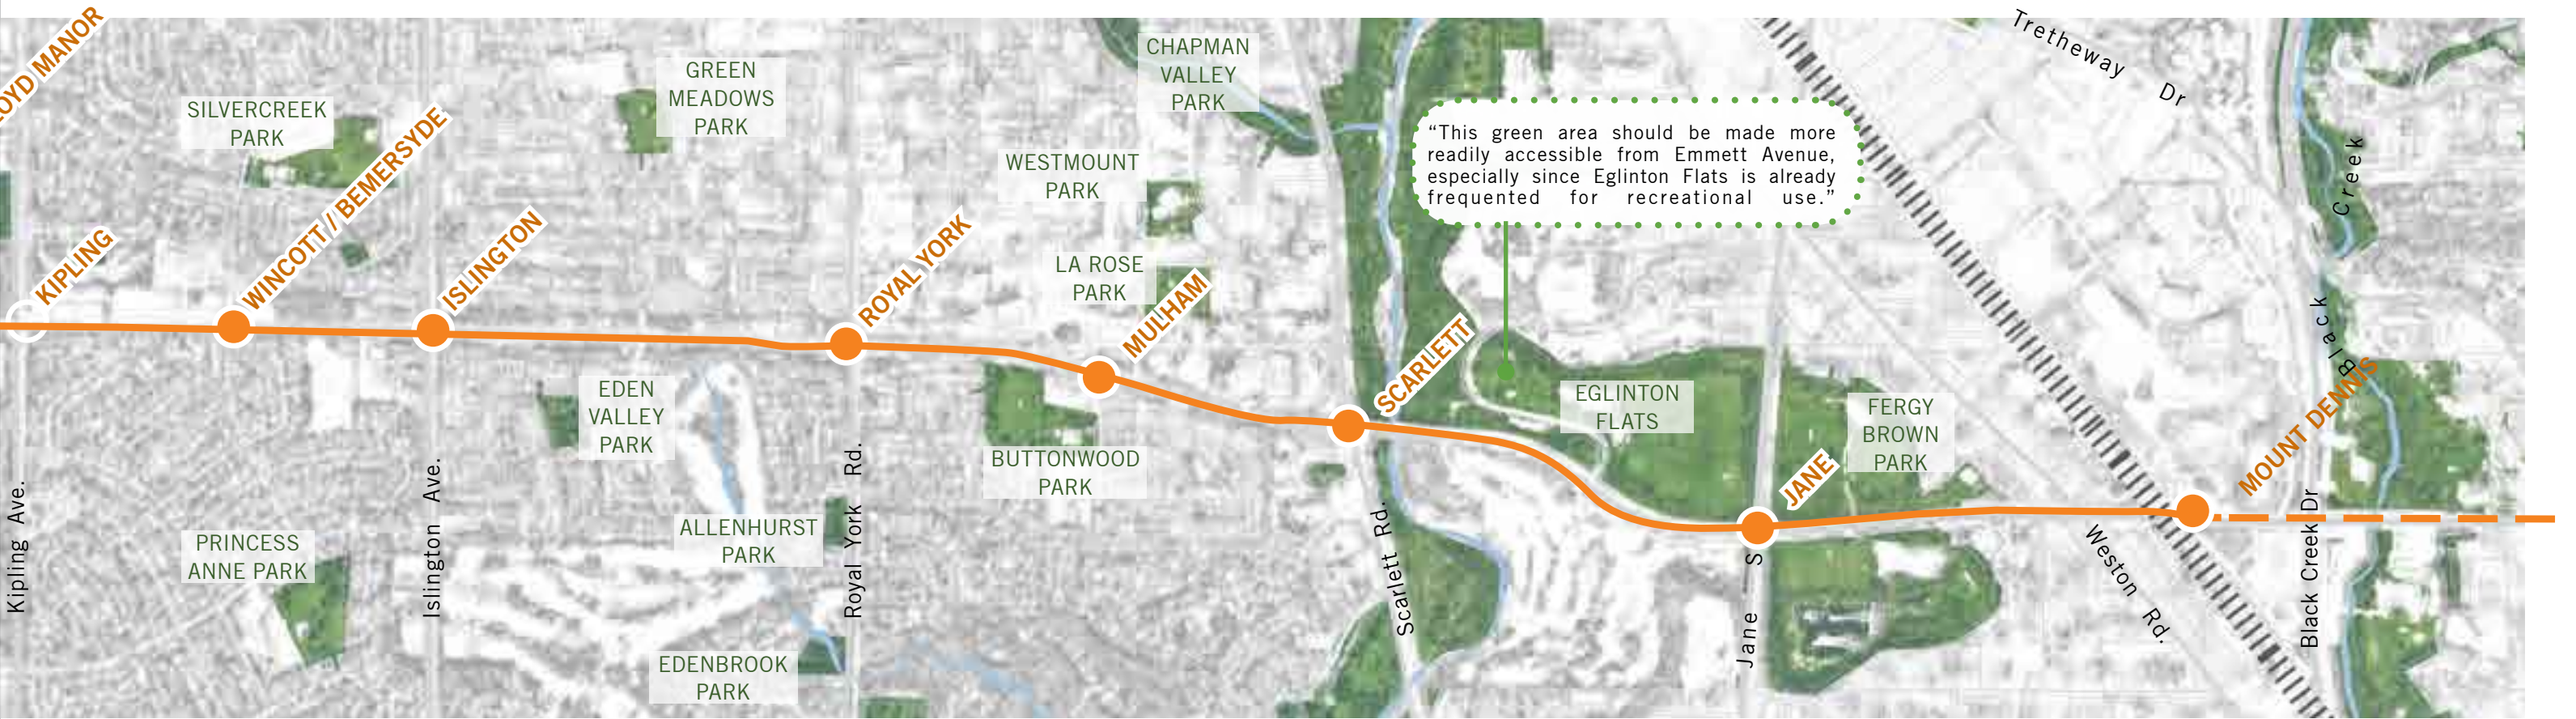 OYD MANOR
SILVERCREEK
PARK
WINCOTT / BEMERSYDE
KIPLING
ISLINGTON
GREEN
MEADOWS
PARK
ROYAL YORK
CHAPMAN
VALLEY
PARK
WESTMOUNT
PARK
LA ROSE
PARK
MULHAM
SCARLETT
“This green area should be made more
readily accessible from Emmett Avenue,
especially since Eglinton Flats is already
frequented for recreational use.”
Tretheway Dr
Black Creek
MOUNT DENNIS
EGLINTON
FLATS
FERGY
BROWN
PARK
JANE
EDEN
VALLEY
PARK
BUTTONWOOD
PARK
ALLENHURST
PARK
PRINCESS
ANNE PARK
EDENBROOK
PARK
Kipling Ave.
Islington Ave.
Royal York Rd.
Scarlett Rd.
Jane S
Weston Rd.
Black Creek Dr